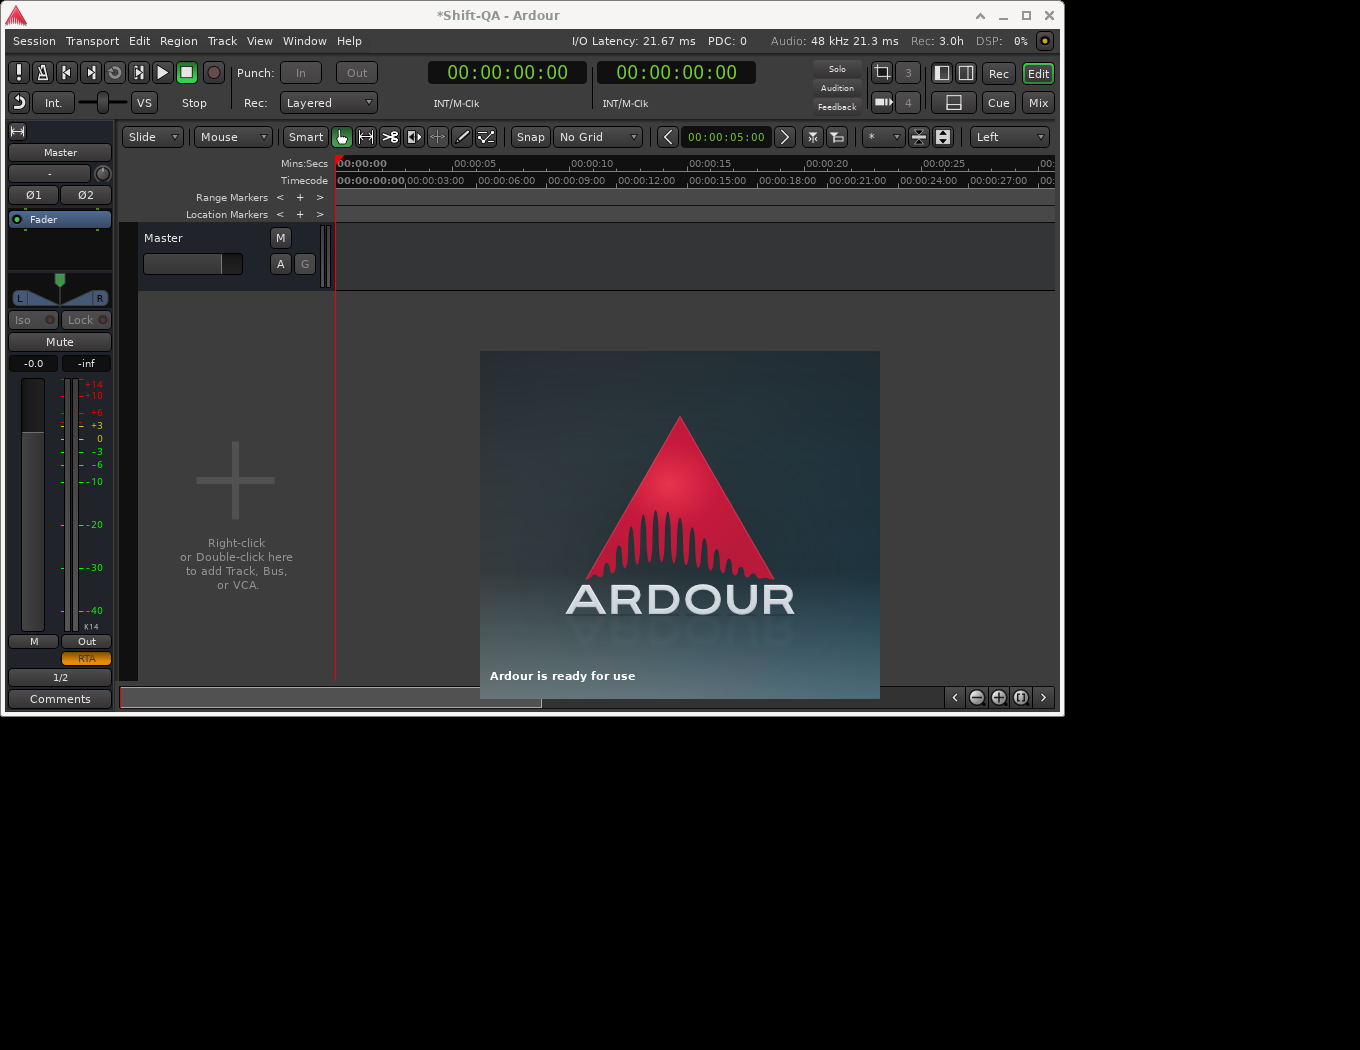 *Shift-QA - Ardour
Session Transport Edit Region Track View Window Help
I/O Latency: 21.67 ms PDC: 0 Audio: 48 kHz 21.3 ms Rec: 3.0h DSP: 0%
Punch: In Out 00:00:00:00 00:00:00:00 Solo 3 Rec Edit
Audition
Int. VS Stop Rec: Layered INT/M-Clk INT/M-Clk Feedback 4 Cue Mix
Slide Mouse Smart Snap No Grid 00:00:05:00 * Left
Master
-
Ø1 Ø2
Fader
L R
Iso Lock
Mute
-0.0 -inf
+14
+10
+6
+3
0
-3
-6
-10
-20
-30
-40
K14
M Out
RTA
1/2
Comments
Mins:Secs 00:00:00 00:00:05 00:00:10 00:00:15 00:00:20 00:00:25 00:
Timecode 00:00:00:00 00:00:03:00 00:00:06:00 00:00:09:00 00:00:12:00 00:00:15:00 00:00:18:00 00:00:21:00 00:00:24:00 00:00:27:00 00:
Range Markers < + >
Location Markers < + >
Master M
A G
Right-click
or Double-click here
to add Track, Bus,
or VCA.
ARDOUR
Ardour is ready for use